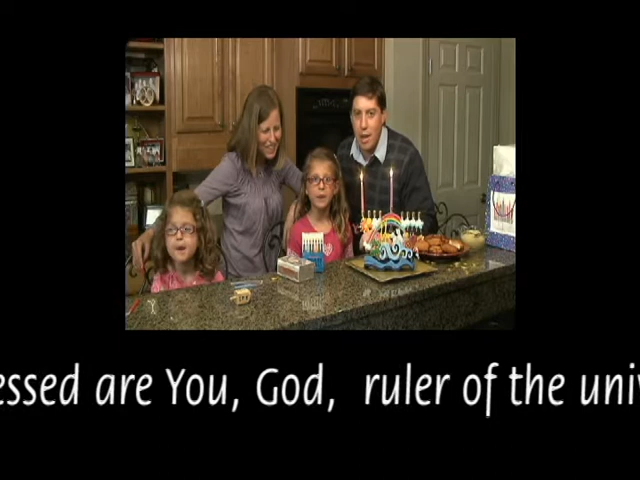 essed are You, God, ruler of the univ